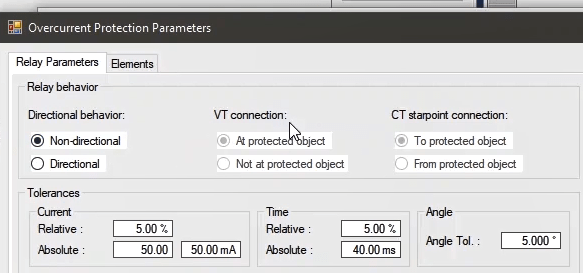 Overcurrent Protection Parameters
Relay Parameters Elements
Relay behavior
Directional behavior: VT connection: CT starpoint connection:
Non-directional At protected object To protected object
Directional Not at protected object From protected object
Tolerances
Current Time Angle
Relative : 5.00 % Relative : 5.00 % Angle Tol. : 5.000 °
Absolute : 50.00 50.00 mA Absolute : 40.00 ms